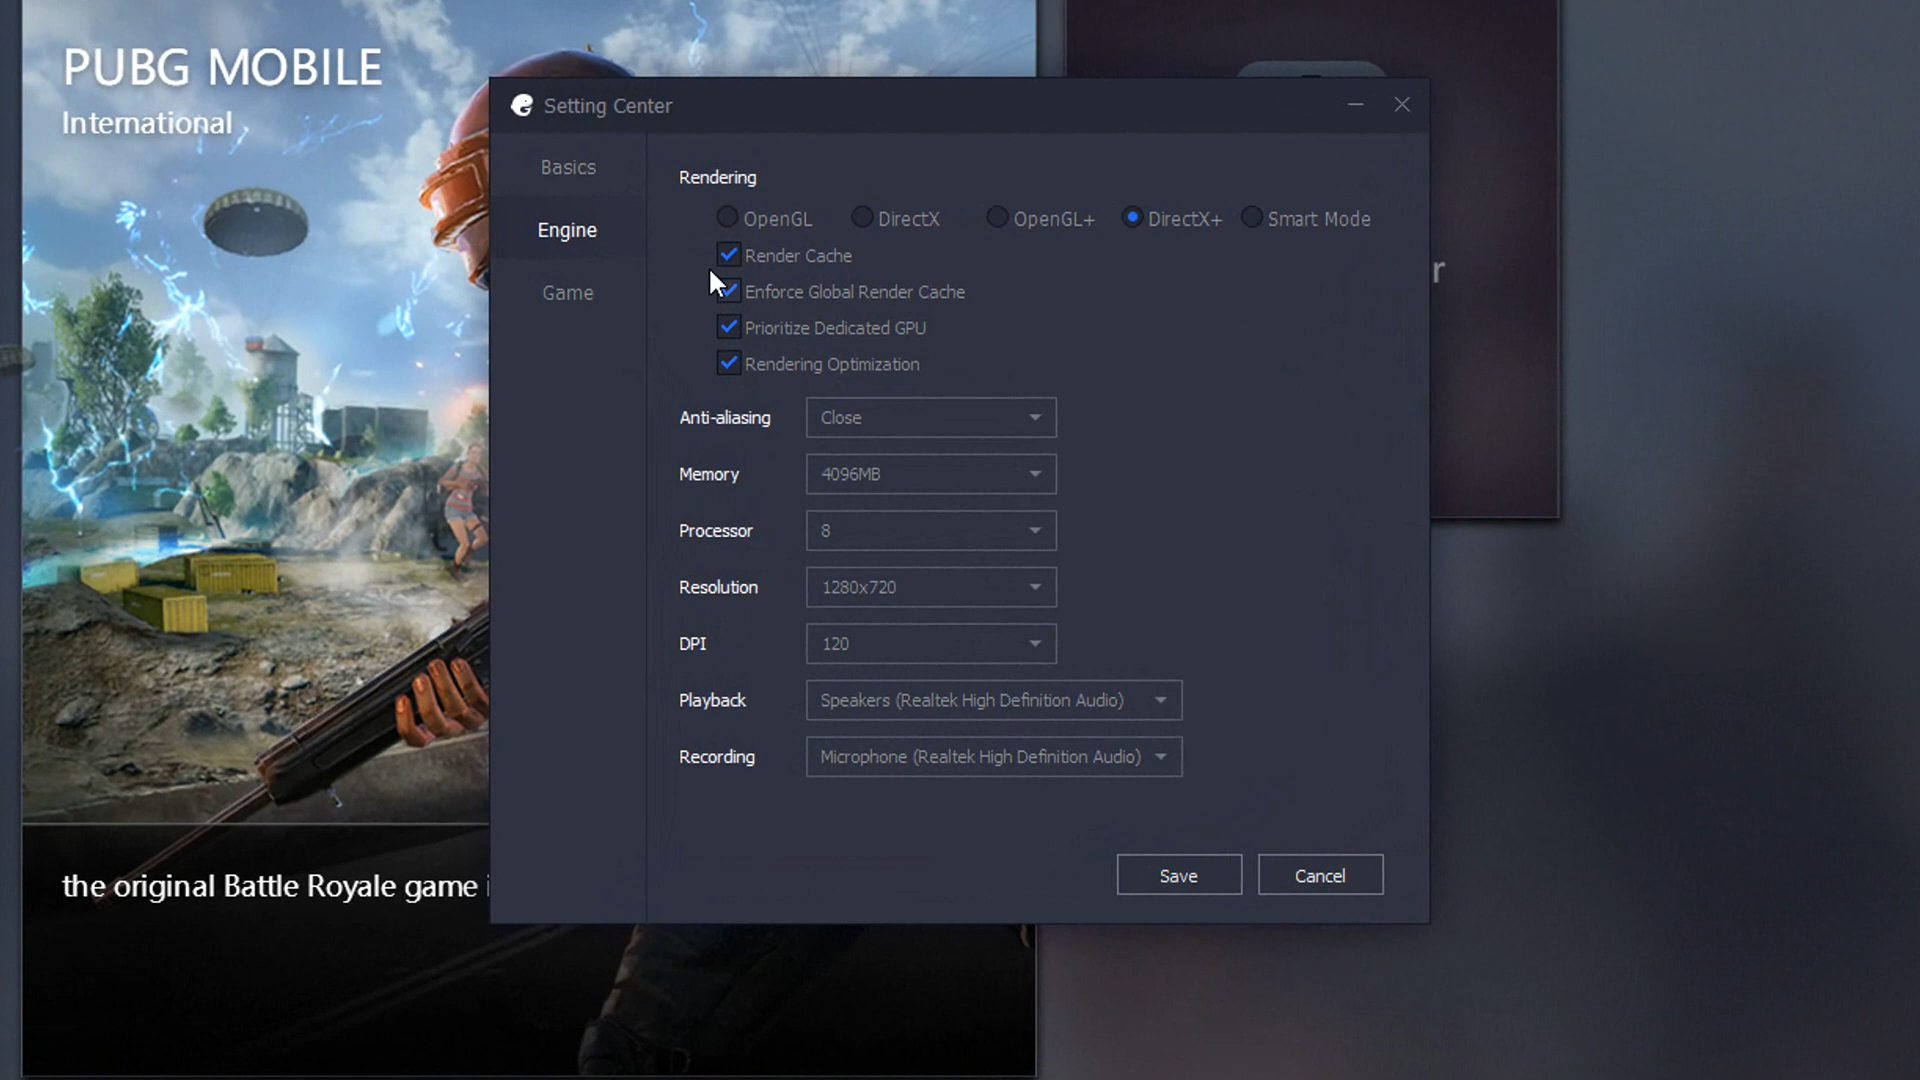 PUBG MOBILE
International
Setting Center
Basics
Engine
Game
Rendering
OpenGL DirectX OpenGL+ DirectX+ Smart Mode
Render Cache
Enforce Global Render Cache
Prioritize Dedicated GPU
Rendering Optimization
Anti-aliasing Close
Memory 4096MB
Processor 8
Resolution 1280x720
DPI 120
Playback Speakers (Realtek High Definition Audio)
Recording Microphone (Realtek High Definition Audio)
Save Cancel
r
the original Battle Royale game i